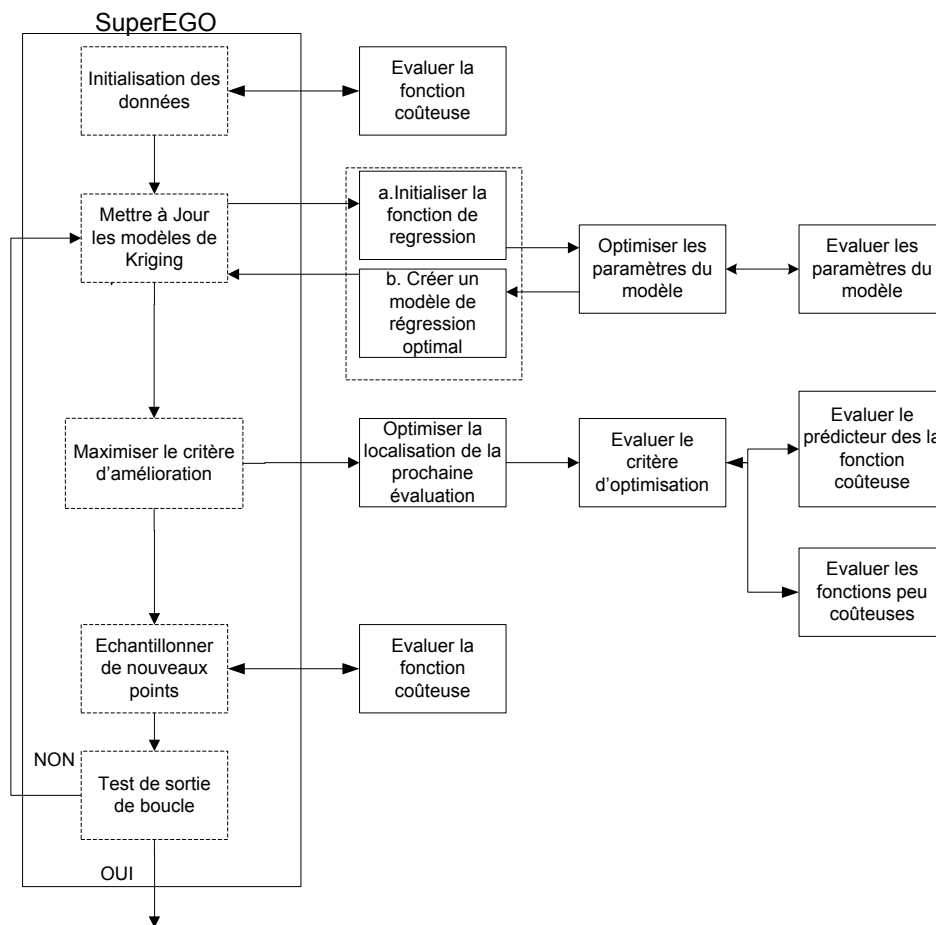 SuperEGO
Initialisation des
données
Evaluer la
fonction
coûteuse
Mettre à Jour
les modèles de
Kriging
a.Initialiser la
fonction de
regression
b. Créer un
modèle de
régression
optimal
Optimiser les
paramètres du
modèle
Evaluer les
paramètres du
modèle
Maximiser le critère
d'amélioration
Optimiser la
localisation de la
prochaine
évaluation
Evaluer le
critère
d'optimisation
Evaluer le
prédicteur des la
fonction
coûteuse
Evaluer les
fonctions peu
coûteuses
Echantillonner
de nouveaux
points
Evaluer la
fonction
coûteuse
NON
Test de sortie
de boucle
OUI